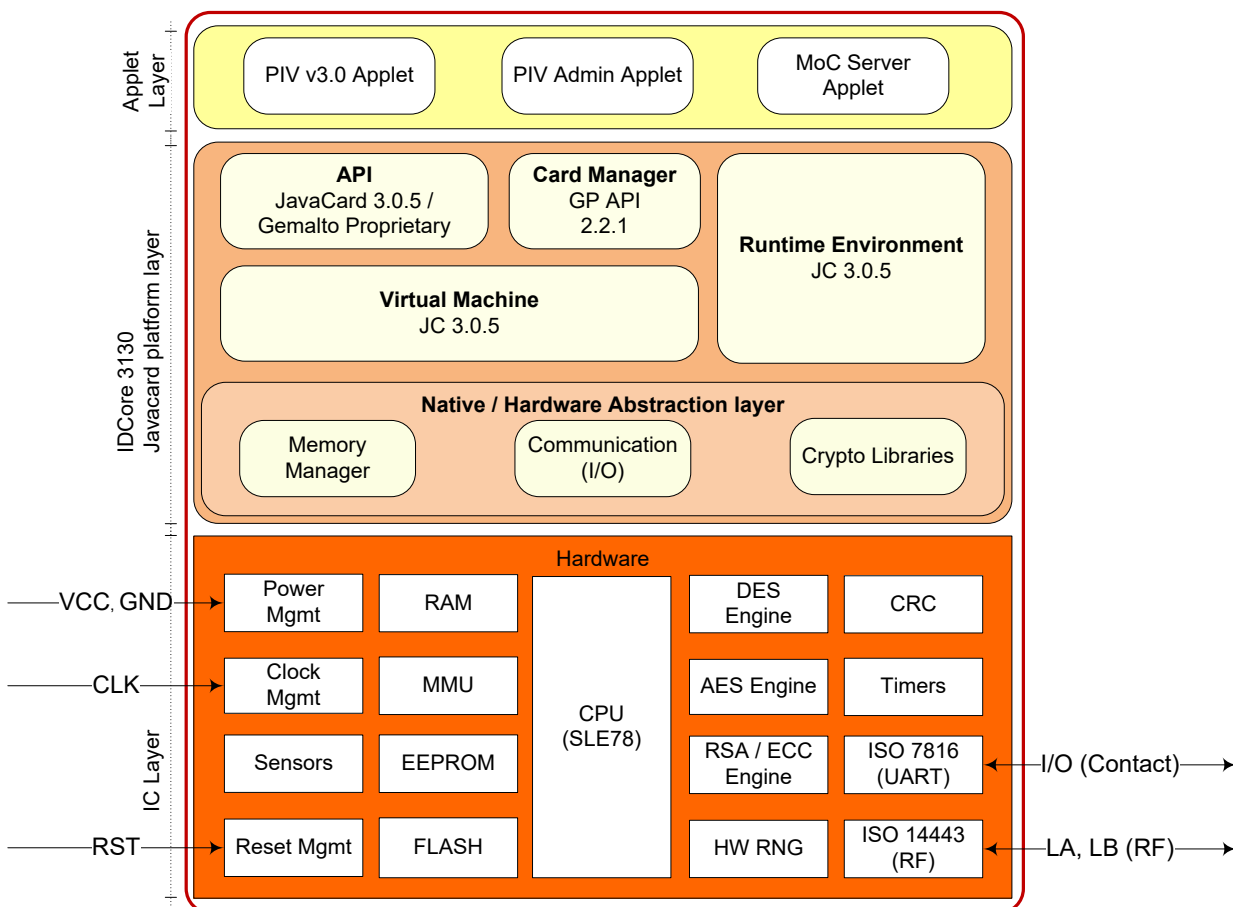 Applet
Layer
PIV v3.0 Applet
PIV Admin Applet
MoC Server
Applet
IDCore 3130
Javacard platform layer
API
JavaCard 3.0.5 /
Gemalto Proprietary
Card Manager
GP API
2.2.1
Runtime Environment
JC 3.0.5
Virtual Machine
JC 3.0.5
Native / Hardware Abstraction layer
Memory
Manager
Communication
(I/O)
Crypto Libraries
IC Layer
Hardware
VCC, GND
Power
Mgmt
RAM
CPU
(SLE78)
DES
Engine
CRC
CLK
Clock
Mgmt
MMU
AES Engine
Timers
Sensors
EEPROM
RSA / ECC
Engine
ISO 7816
(UART)
I/O (Contact)
RST
Reset Mgmt
FLASH
HW RNG
ISO 14443
(RF)
LA, LB (RF)